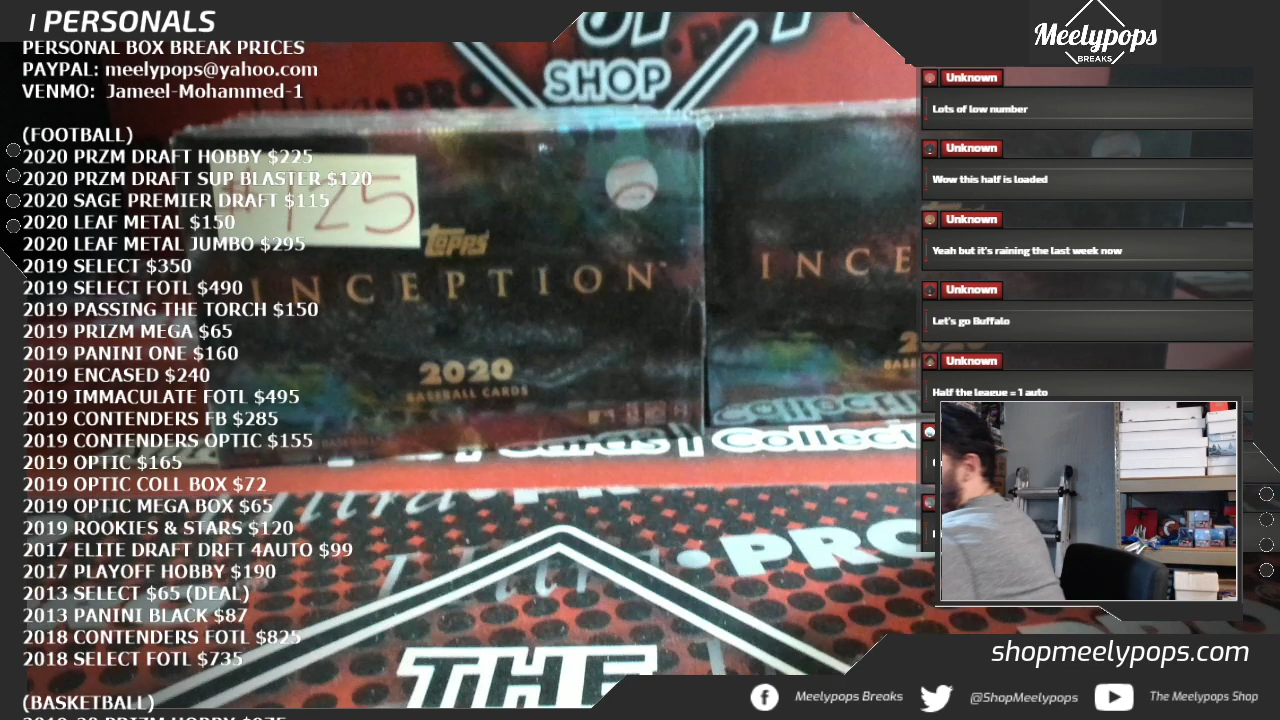 PERSONALS
PERSONAL BOX BREAK PRICES
PAYPAL: meelypops@yahoo.com
VENMO: Jameel-Mohammed-1
(FOOTBALL)
2020 PRZM DRAFT HOBBY $225
2020 PRZM DRAFT SUP BLASTER $120
2020 SAGE PREMIER DRAFT $115
2020 LEAF METAL $150
2020 LEAF METAL JUMBO $295
2019 SELECT $350
2019 SELECT FOTL $490
2019 PASSING THE TORCH $150
2019 PRIZM MEGA $65
2019 PANINI ONE $160
2019 ENCASED $240
2019 IMMACULATE FOTL $495
2019 CONTENDERS FB $285
2019 CONTENDERS OPTIC $155
2019 OPTIC $165
2019 OPTIC COLL BOX $72
2019 OPTIC MEGA BOX $65
2019 ROOKIES & STARS $120
2017 ELITE DRAFT DRFT 4AUTO $99
2017 PLAYOFF HOBBY $190
2013 SELECT $65 (DEAL)
2013 PANINI BLACK $87
2018 CONTENDERS FOTL $825
2018 SELECT FOTL $735
(BASKETBALL)
SHOP
PRO
125
Topps
INCEPTION
2020
BASEBALL CARDS
INCE
Cards
Collect
Ultra PRO
THE
Meelypops
BREAKS
Unknown
Lots of low number
Unknown
Wow this half is loaded
Unknown
Yeah but it's raining the last week now
Unknown
Let's go Buffalo
Unknown
Half the league = 1 auto
shopmeelypops.com
Meelypops Breaks
@ShopMeelypops
The Meelypops Shop